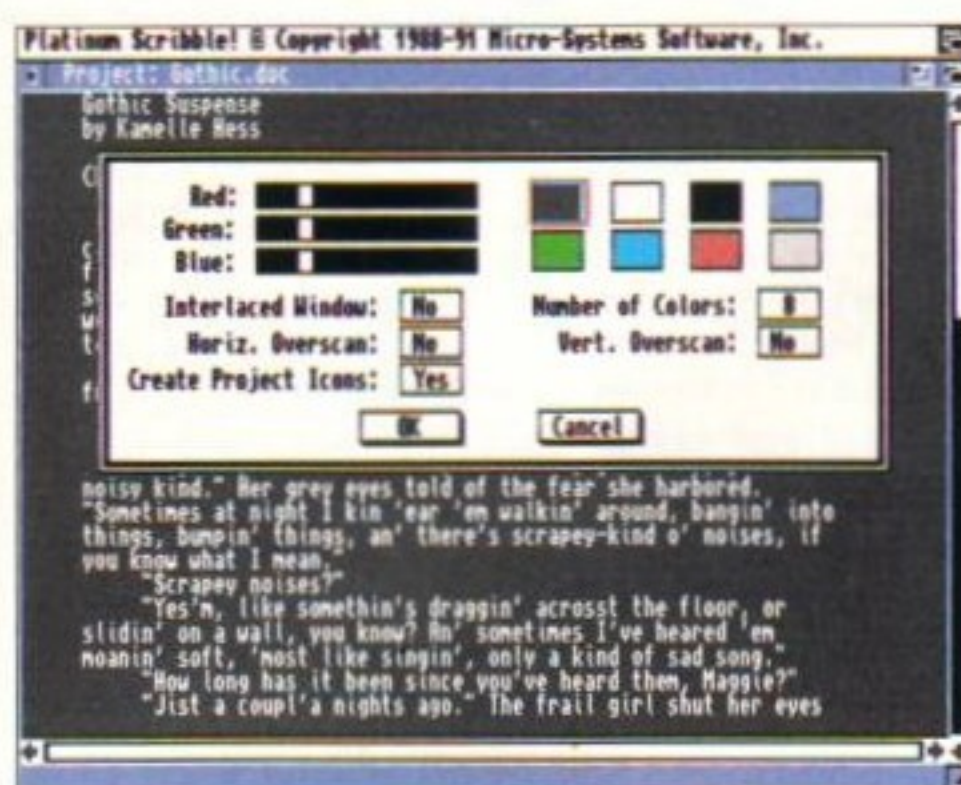 Platinum Scribble! © Copyright 1988-91 Micro-Systems Software, Inc.
Project: Gothic.doc
Gothic Suspense
by Kamelle Hess
Red:
Green:
Blue:
Interlaced Window: No
Number of Colors: 8
Horiz. Overscan: No
Vert. Overscan: No
Create Project Icons: Yes
OK
Cancel
noisy kind." Her grey eyes told of the fear she harbored.
"Sometimes at night I kin 'ear 'em walkin' around, bangin' into
things, bumpin' things, an' there's scrapey-kind o' noises, if
you know what I mean."
"Scrapey noises?"
"Yes'm, like somethin's draggin' acrosst the floor, or
slidin' on a wall, you know? An' sometimes I've heared 'em
moanin' soft, 'most like singin', only a kind of sad song."
"How long has it been since you've heard them, Maggie?"
"Jist a coupl'a nights ago." The frail girl shut her eyes